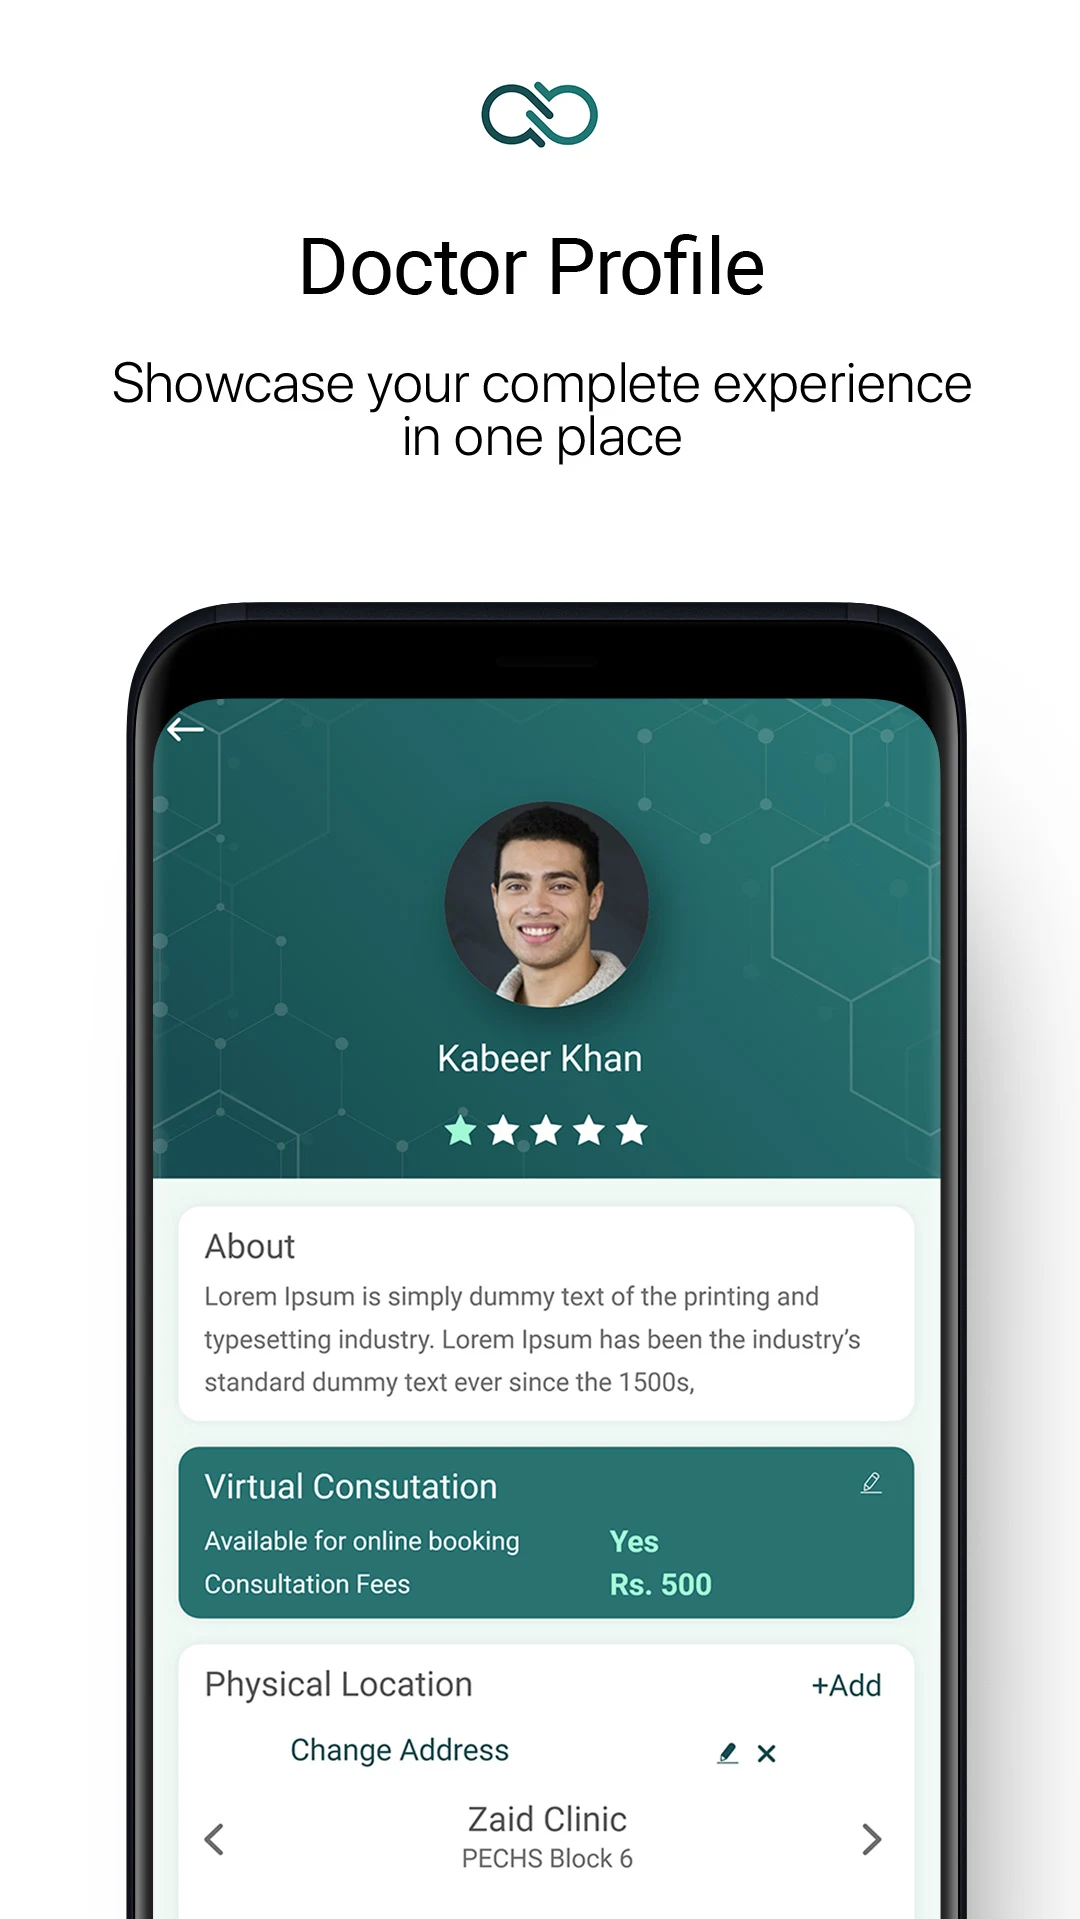 Doctor Profile
Showcase your complete experience
in one place
Kabeer Khan
About
Lorem Ipsum is simply dummy text of the printing and
typesetting industry. Lorem Ipsum has been the industry’s
standard dummy text ever since the 1500s,
Virtual Consutation
Available for online booking Yes
Consultation Fees Rs. 500
Physical Location +Add
Change Address
Zaid Clinic
PECHS Block 6